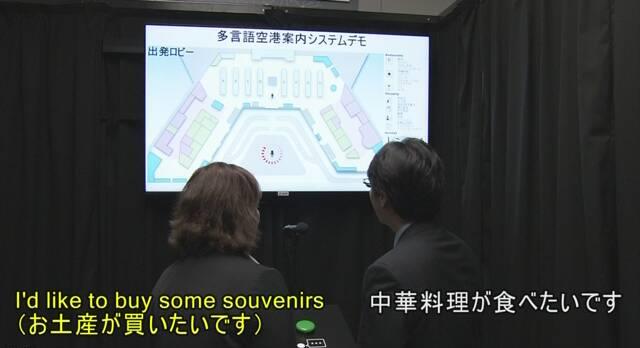 多言語空港案内システムデモ
出発ロビー
I'd like to buy some souvenirs
（お土産が買いたいです）
中華料理が食べたいです